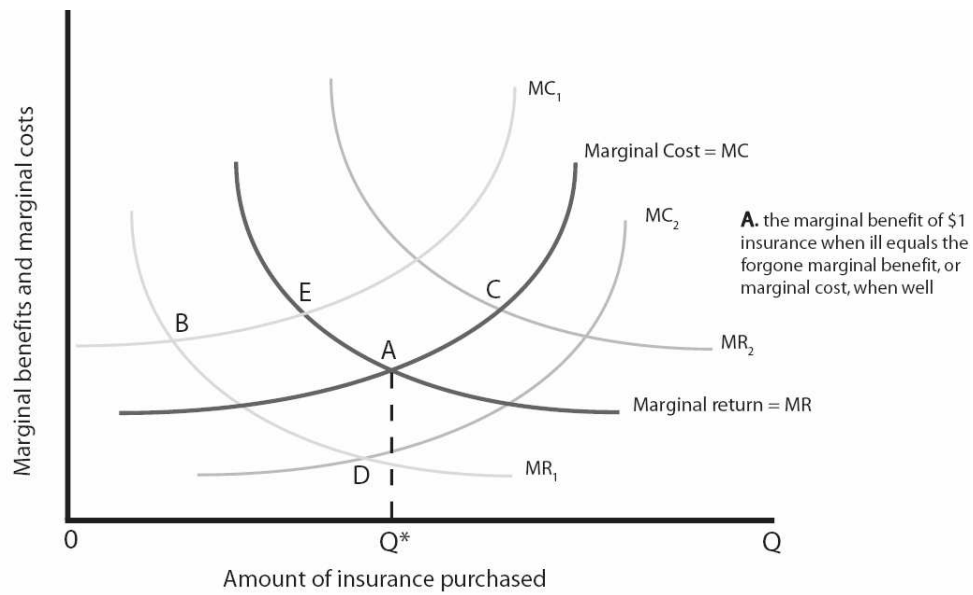 MC₁
Marginal Cost = MC
MC₂
A. the marginal benefit of $1
insurance when ill equals the
forgone marginal benefit, or
marginal cost, when well
E
C
B
A
MR₂
Marginal return = MR
D
MR₁
Marginal benefits and marginal costs
0
Q*
Q
Amount of insurance purchased